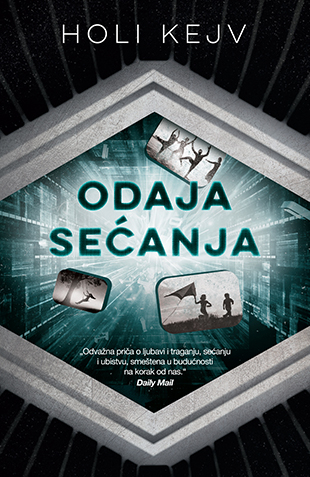 HOLI KEJV
ODAJA
SEĆANJA
„Odvažna priča o ljubavi i traganju, sećanju
i ubistvu, smeštena u budućnosti
na korak od nas.“
Daily Mail